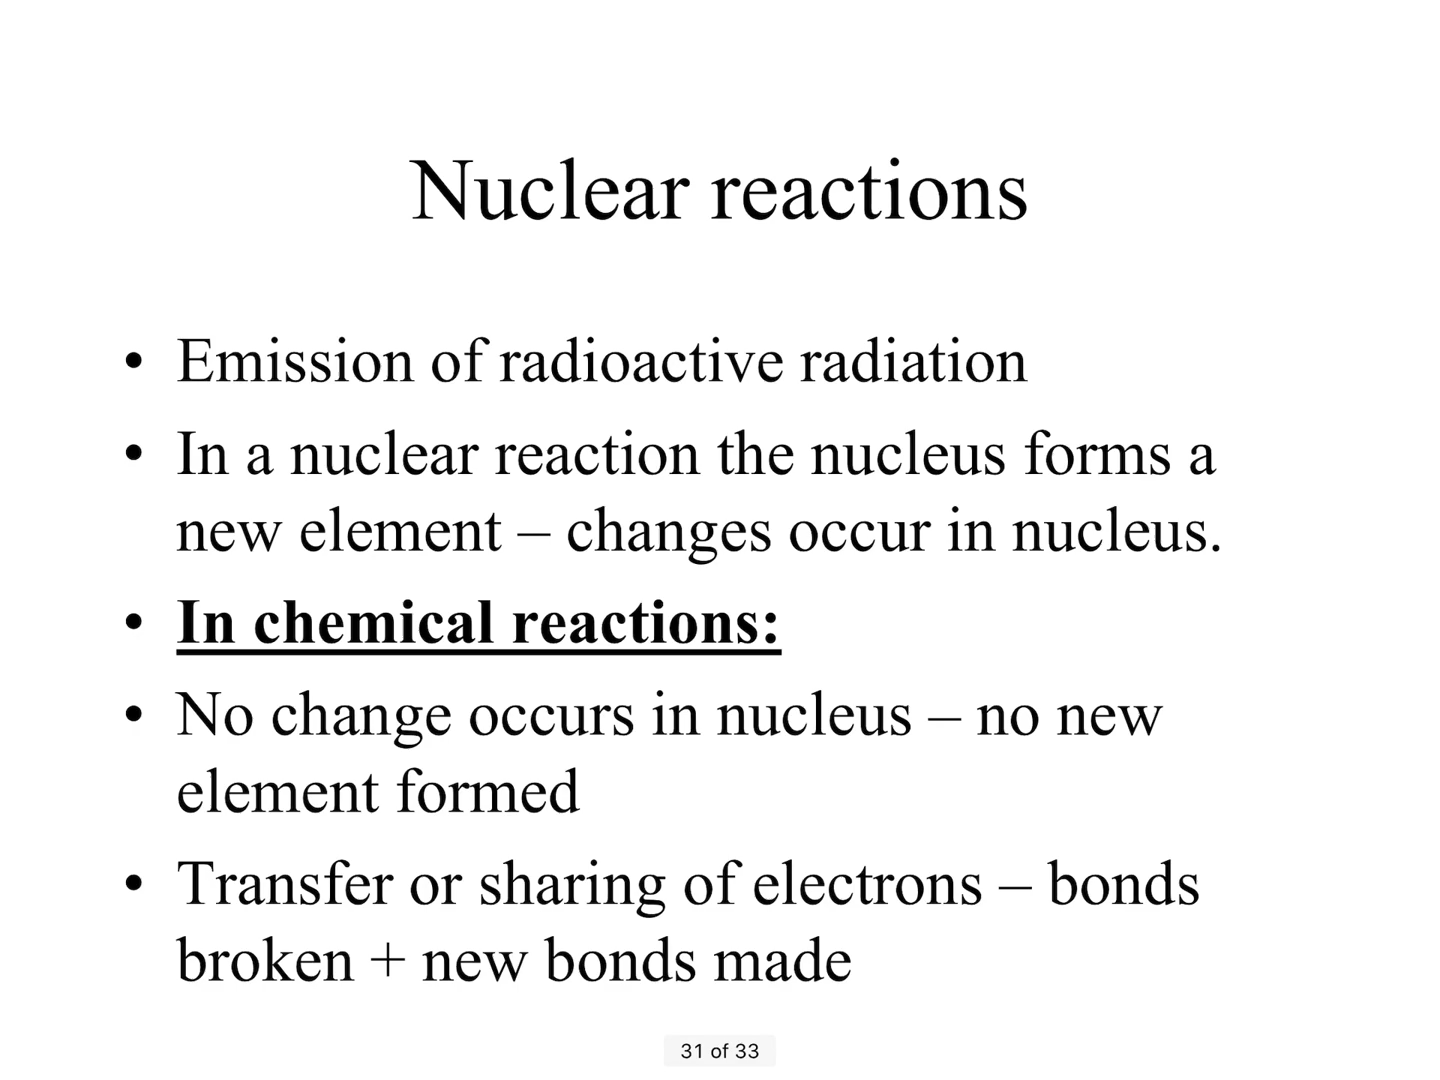 Nuclear reactions
• Emission of radioactive radiation
• In a nuclear reaction the nucleus forms a
new element – changes occur in nucleus.
• In chemical reactions:
• No change occurs in nucleus – no new
element formed
• Transfer or sharing of electrons – bonds
broken + new bonds made
31 of 33